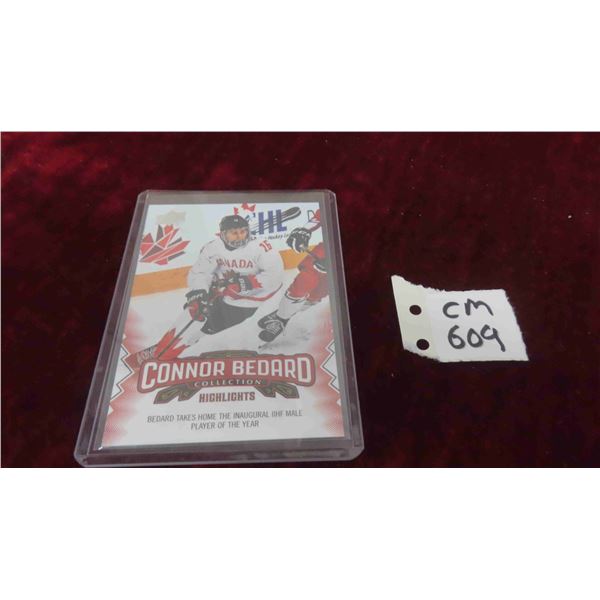 CHL
CANADA
CONNOR BEDARD
COLLECTION
HIGHLIGHTS
BEDARD TAKES HOME THE INAUGURAL IIHF MALE
PLAYER OF THE YEAR
CM
609